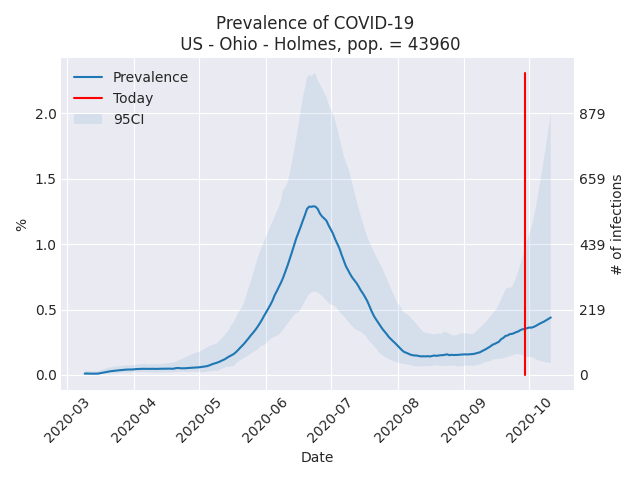 Prevalence of COVID-19
US - Ohio - Holmes, pop. = 43960
Prevalence
Today
95CI
2.0
1.5
1.0
0.5
0.0
%
879
659
439
219
0
# of infections
2020-03
2020-04
2020-05
2020-06
2020-07
2020-08
2020-09
2020-10
Date